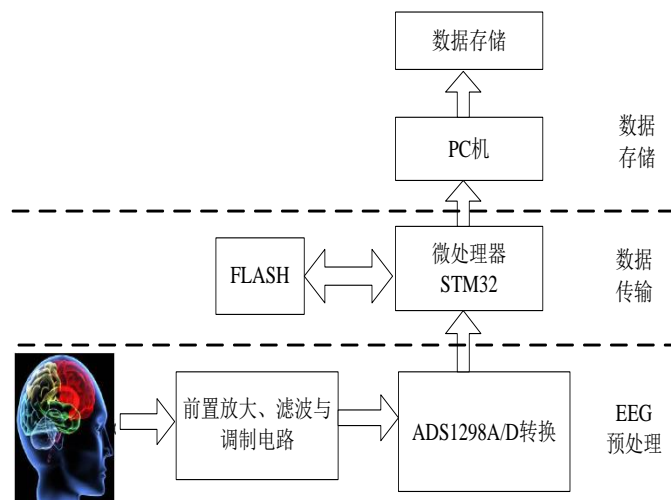 数据存储
PC机
数据
存储
FLASH
微处理器
STM32
数据
传输
前置放大、滤波与
调制电路
ADS1298A/D转换
EEG
预处理